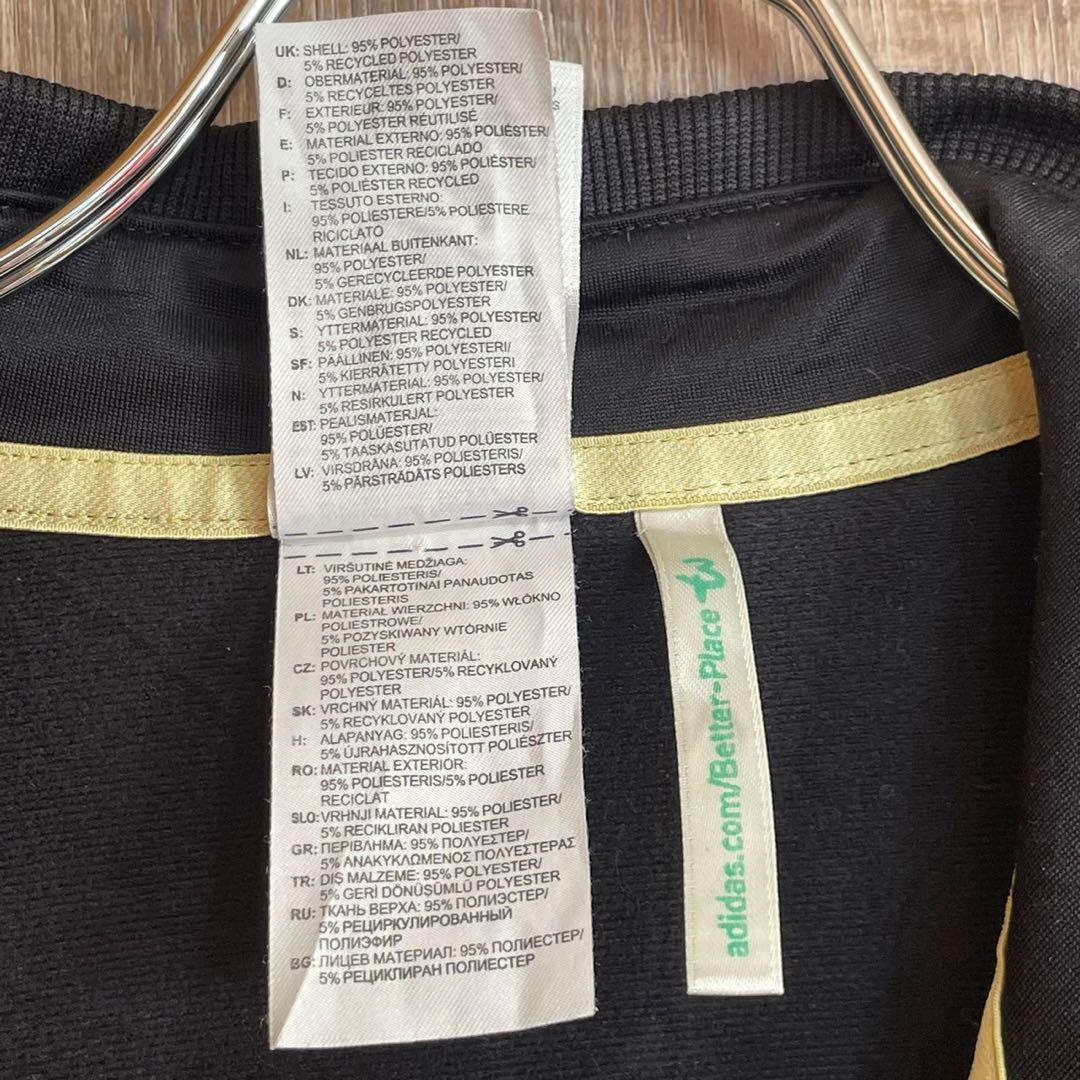 UK: SHELL: 95% POLYESTER/
5% RECYCLED POLYESTER
D: OBERMATERIAL: 95% POLYESTER/
5% RECYCELTES POLYESTER
F: EXTERIEUR: 95% POLYESTER/
5% POLYESTER RÉUTILISÉ
E: MATERIAL EXTERNO: 95% POLIÉSTER/
5% POLIESTER RECICLADO
P: TECIDO EXTERNO: 95% POLIÉSTER/
5% POLIÉSTER RECYCLED
I: TESSUTO ESTERNO:
95% POLIESTERE/5% POLIESTERE
RICICLATO
NL: MATERIAAL BUITENKANT:
95% POLYESTER/
5% GERECYCLEERDE POLYESTER
DK: MATERIALE: 95% POLYESTER/
5% GENBRUGSPOLYESTER
S: YTTERMATERIAL: 95% POLYESTER/
5% POLYESTER RECYCLED
SF: PÄÄLLINEN: 95% POLYESTERI/
5% KIERRÄTETTY POLYESTERI
N: YTTERMATERIAL: 95% POLYESTER/
5% RESIRKULERT POLYESTER
EST: PEALISMATERJAL:
95% POLÜESTER/
5% TAASKASUTATUD POLÜESTER
LV: VIRSDRĀNA: 95% POLIESTERIS/
5% PĀRSTRĀDĀTS POLIESTERS
LT: VIRŠUTINĖ MEDŽIAGA:
95% POLIESTERIS/
5% PAKARTOTINAI PANAUDOTAS
POLIESTERIS
PL: MATERIAŁ WIERZCHNI: 95% WŁÓKNO
POLIESTROWE/
5% POZYSKIWANY WTÓRNIE
POLIESTER
CZ: POVRCHOVÝ MATERIÁL:
95% POLYESTER/5% RECYKLOVANÝ
POLYESTER
SK: VRCHNÝ MATERIÁL: 95% POLYESTER/
5% RECYKLOVANÝ POLYESTER
H: ALAPANYAG: 95% POLIESTERIS/
5% ÚJRAHASZNOSÍTOTT POLIÉSZTER
RO: MATERIAL EXTERIOR:
95% POLIESTERIS/5% POLIESTER
RECICLAT
SLO: VRHNJI MATERIAL: 95% POLIESTER/
5% RECIKLIRAN POLIESTER
GR: ΠΕΡΙΒΛΗΜΑ: 95% ΠΟΛΥΕΣΤΕΡ/
5% ΑΝΑΚΥΚΛΩΜΕΝΟΣ ΠΟΛΥΕΣΤΕΡΑΣ
TR: DIŞ MALZEME: 95% POLYESTER/
5% GERİ DÖNÜŞÜMLÜ POLYESTER
RU: ТКАНЬ ВЕРХА: 95% ПОЛИЭСТЕР/
5% РЕЦИРКУЛИРОВАННЫЙ
ПОЛИЭФИР
BG: ЛИЦЕВ МАТЕРИАЛ: 95% ПОЛИЕСТЕР/
5% РЕЦИКЛИРАН ПОЛИЕСТЕР
adidas.com/Better-Place